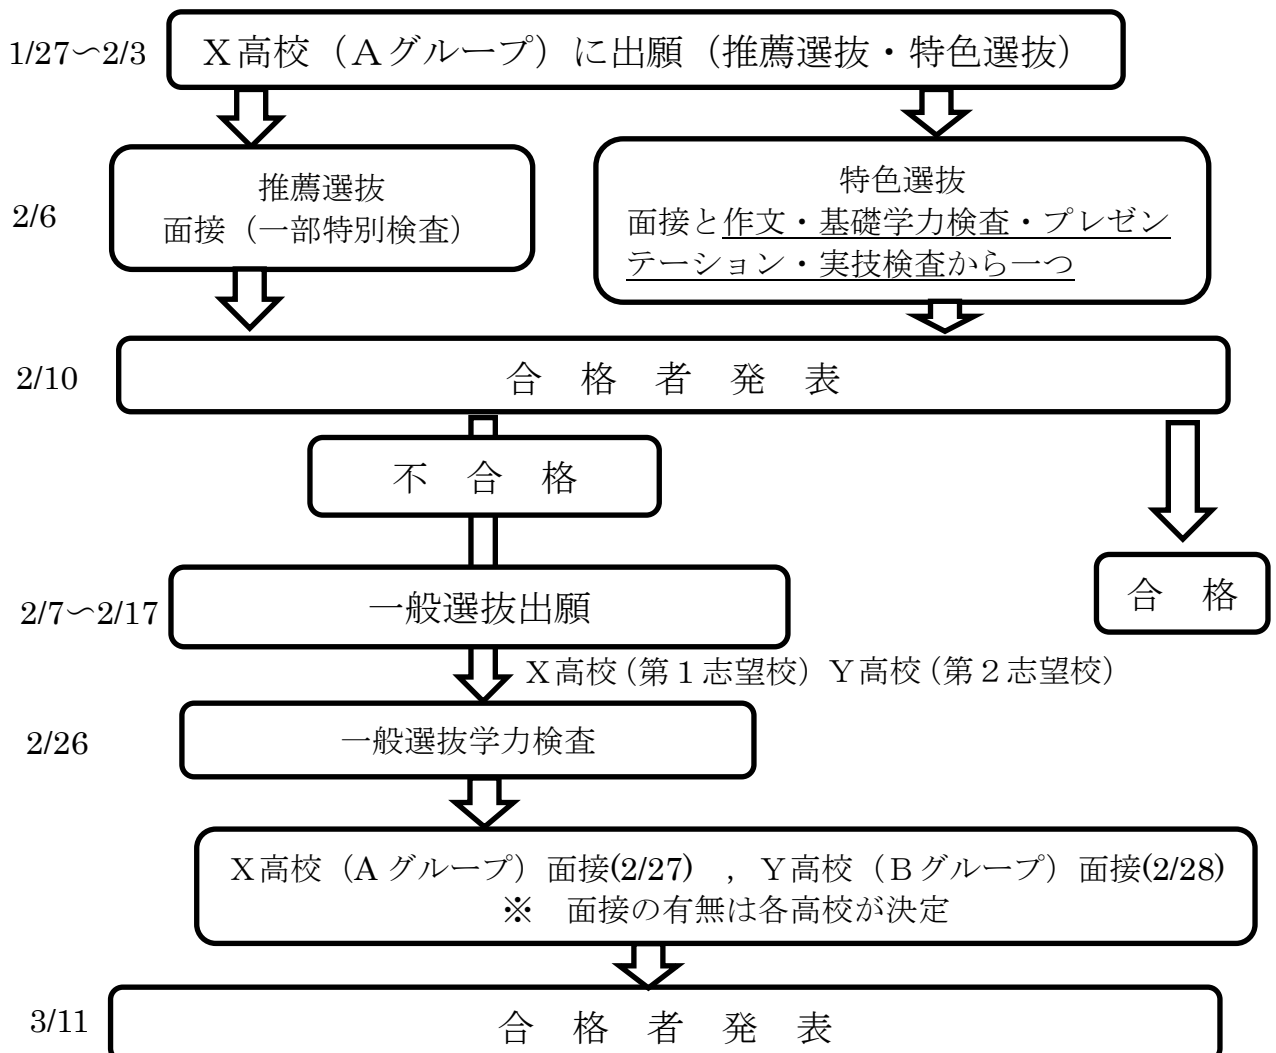 1/27～2/3
X高校（Aグループ）に出願（推薦選抜・特色選抜）
2/6
推薦選抜
面接（一部特別検査）
特色選抜
面接と作文・基礎学力検査・プレゼン
テーション・実技検査から一つ
2/10
合　格　者　発　表
不　合　格
合　格
2/7～2/17
一般選抜出願
X高校（第１志望校）Y高校（第２志望校）
2/26
一般選抜学力検査
X高校（Aグループ）面接(2/27)　，Y高校（Bグループ）面接(2/28)
※　面接の有無は各高校が決定
3/11
合　格　者　発　表